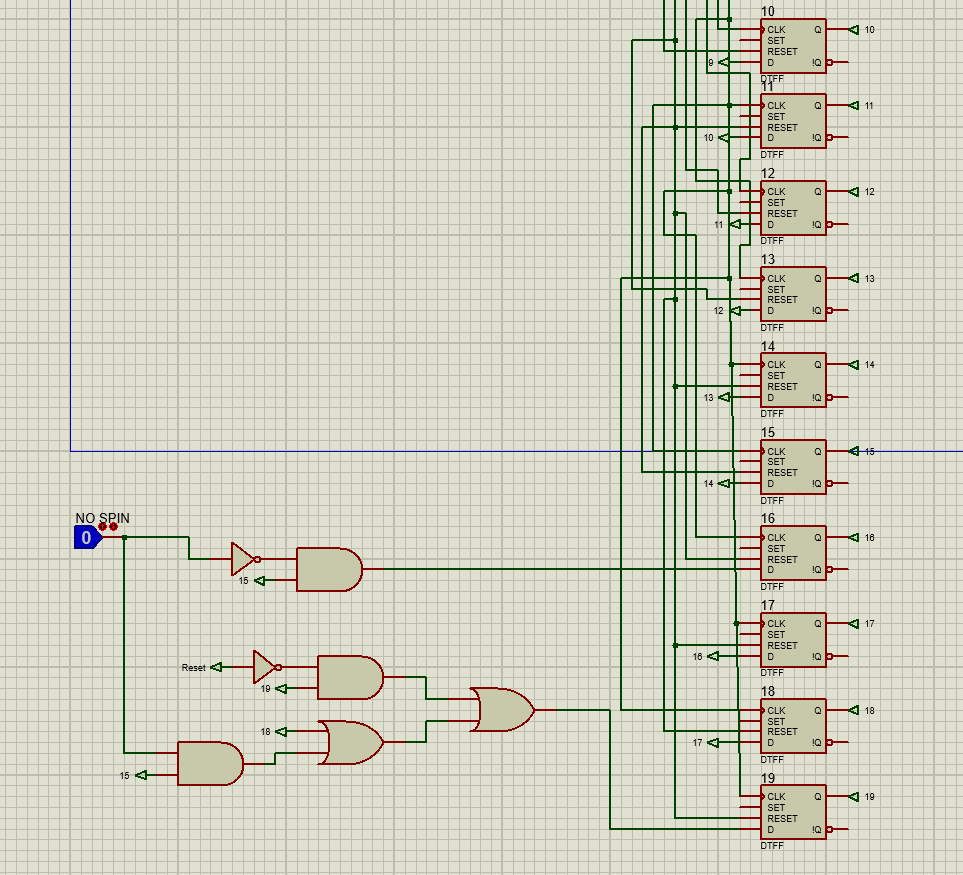 10
CLK Q 10
SET
RESET
9 D !Q
DTFF
11
CLK Q 11
SET
RESET
10 D !Q
DTFF
12
CLK Q 12
SET
RESET
11 D !Q
DTFF
13
CLK Q 13
SET
RESET
12 D !Q
DTFF
14
CLK Q 14
SET
RESET
13 D !Q
DTFF
15
CLK Q 15
SET
RESET
14 D !Q
DTFF
NO SPIN
0
15
16
CLK Q 16
SET
RESET
D !Q
DTFF
17
CLK Q 17
SET
RESET
16 D !Q
DTFF
Reset
19
18
15
18
CLK Q 18
SET
RESET
17 D !Q
DTFF
19
CLK Q 19
SET
RESET
D !Q
DTFF